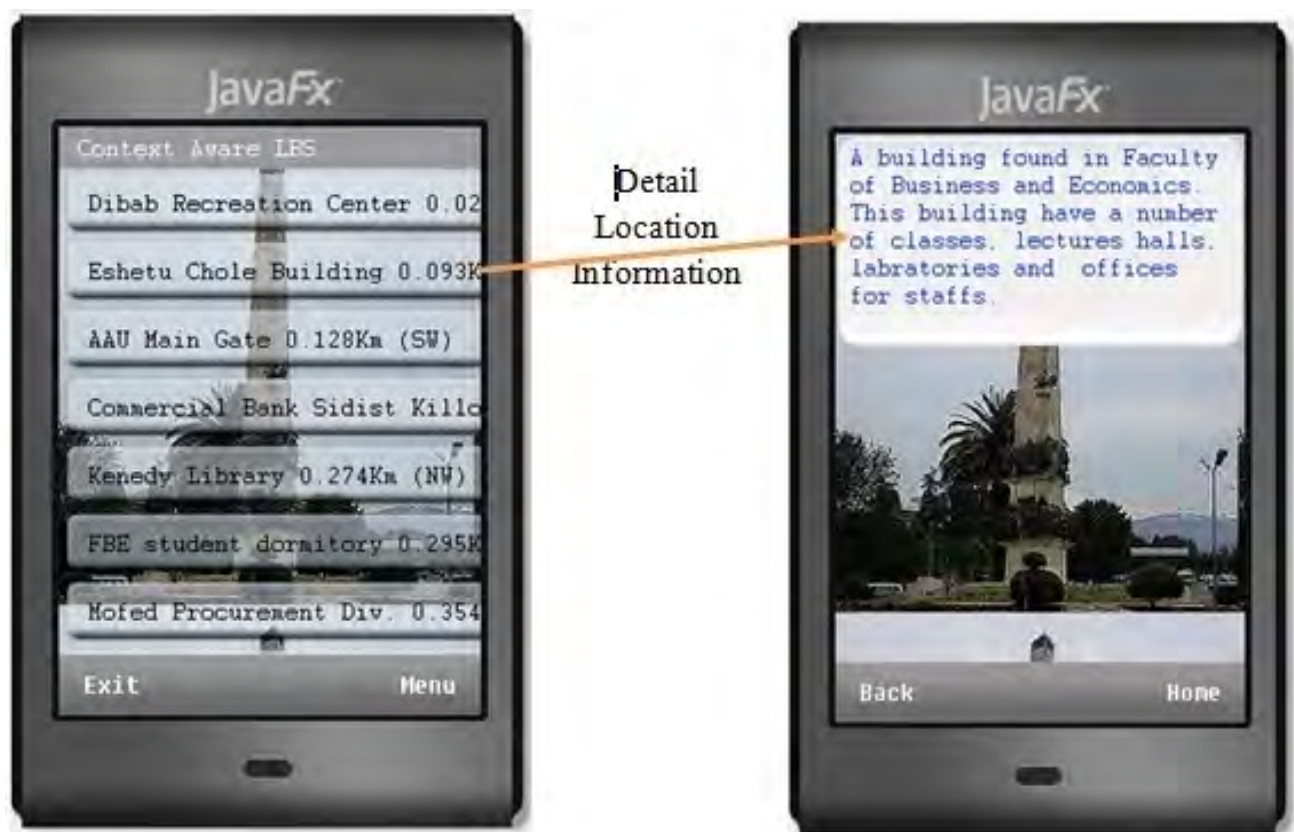 JavaFx
Context Aware LBS
Dibab Recreation Center 0.02
Eshetu Chole Building 0.093K
AAU Main Gate 0.128Km (SW)
Commercial Bank Sidist Killo
Kenedy Library 0.274Km (NW)
FBE student dormitory 0.295K
Mofed Procurement Div. 0.354
Exit
Menu
Detail
Location
Information
JavaFx
A building found in Faculty
of Business and Economics.
This building have a number
of classes, lectures halls,
labratories and offices
for staffs.
Back
Home